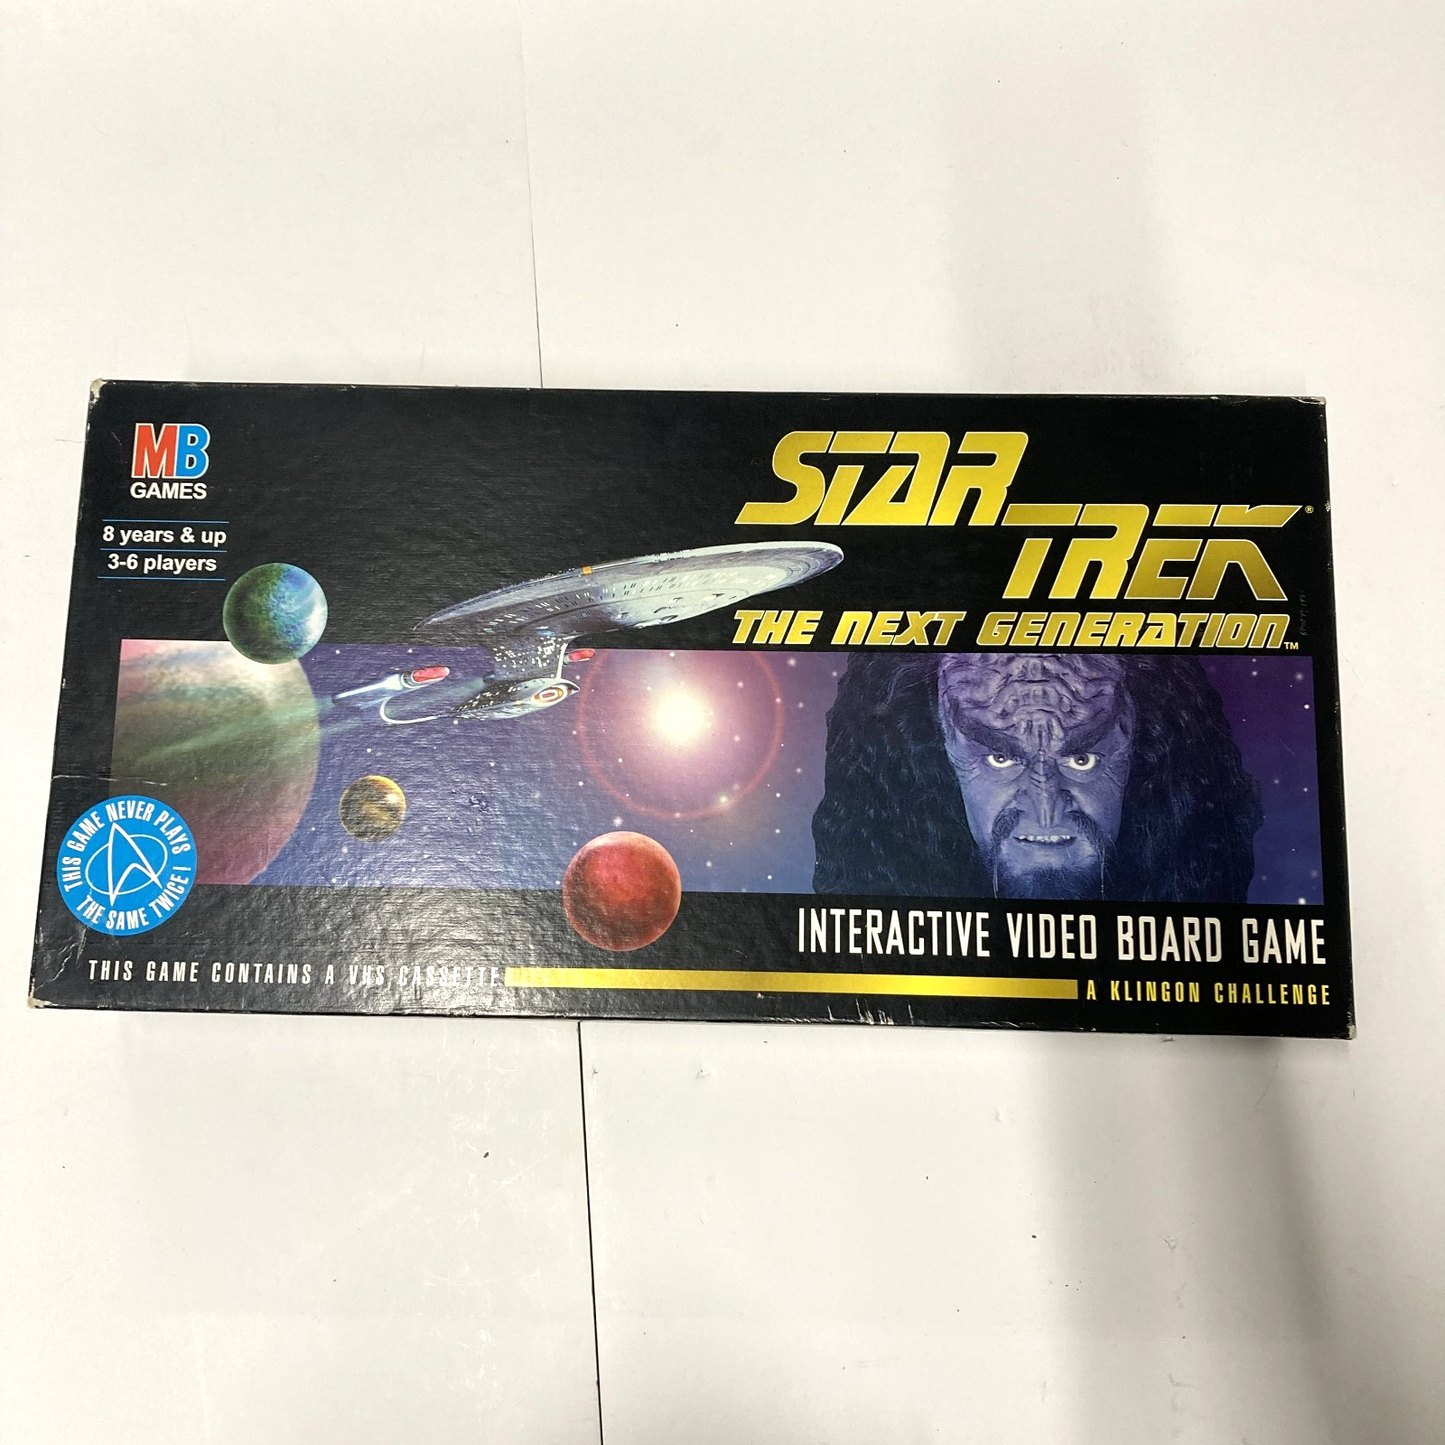 MB
GAMES
8 years & up
3-6 players
STAR
TREK®
THE NEXT GENERATION™
THIS GAME NEVER PLAYS
THE SAME TWICE!
INTERACTIVE VIDEO BOARD GAME
THIS GAME CONTAINS A VHS CASSETTE
A KLINGON CHALLENGE